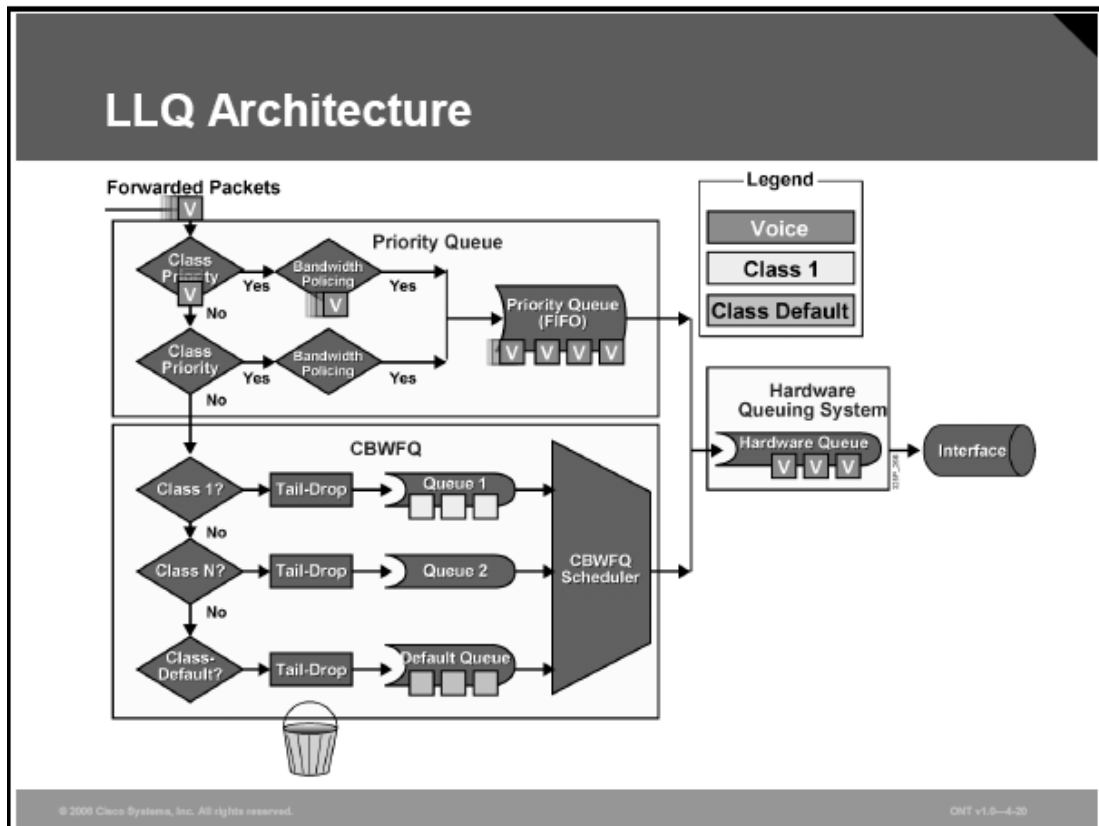 LLQ Architecture
Forwarded Packets
V
Priority Queue
Class
Priority
V
Yes
Bandwidth
Policing
V
Yes
No
Class
Priority
Yes
Bandwidth
Policing
Yes
No
Priority Queue
(FIFO)
V V V V
Legend
Voice
Class 1
Class Default
Hardware
Queuing System
Hardware Queue
V V V
Interface
CBWFQ
Class 1?
Tail-Drop
Queue 1
No
Class N?
Tail-Drop
Queue 2
No
Class-
Default?
Tail-Drop
Default Queue
CBWFQ
Scheduler
© 2006 Cisco Systems, Inc. All rights reserved.
ONT v1.0—4-20